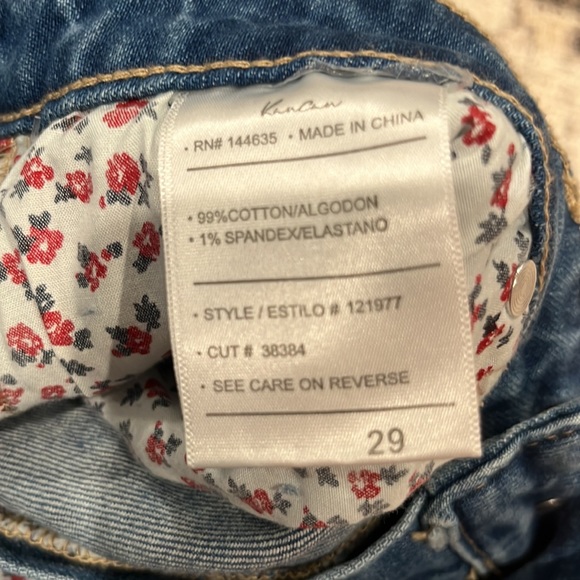 KanCan
• RN# 144635 • MADE IN CHINA
• 99%COTTON/ALGODON
• 1% SPANDEX/ELASTANO
• STYLE / ESTILO # 121977
• CUT # 38384
• SEE CARE ON REVERSE
29